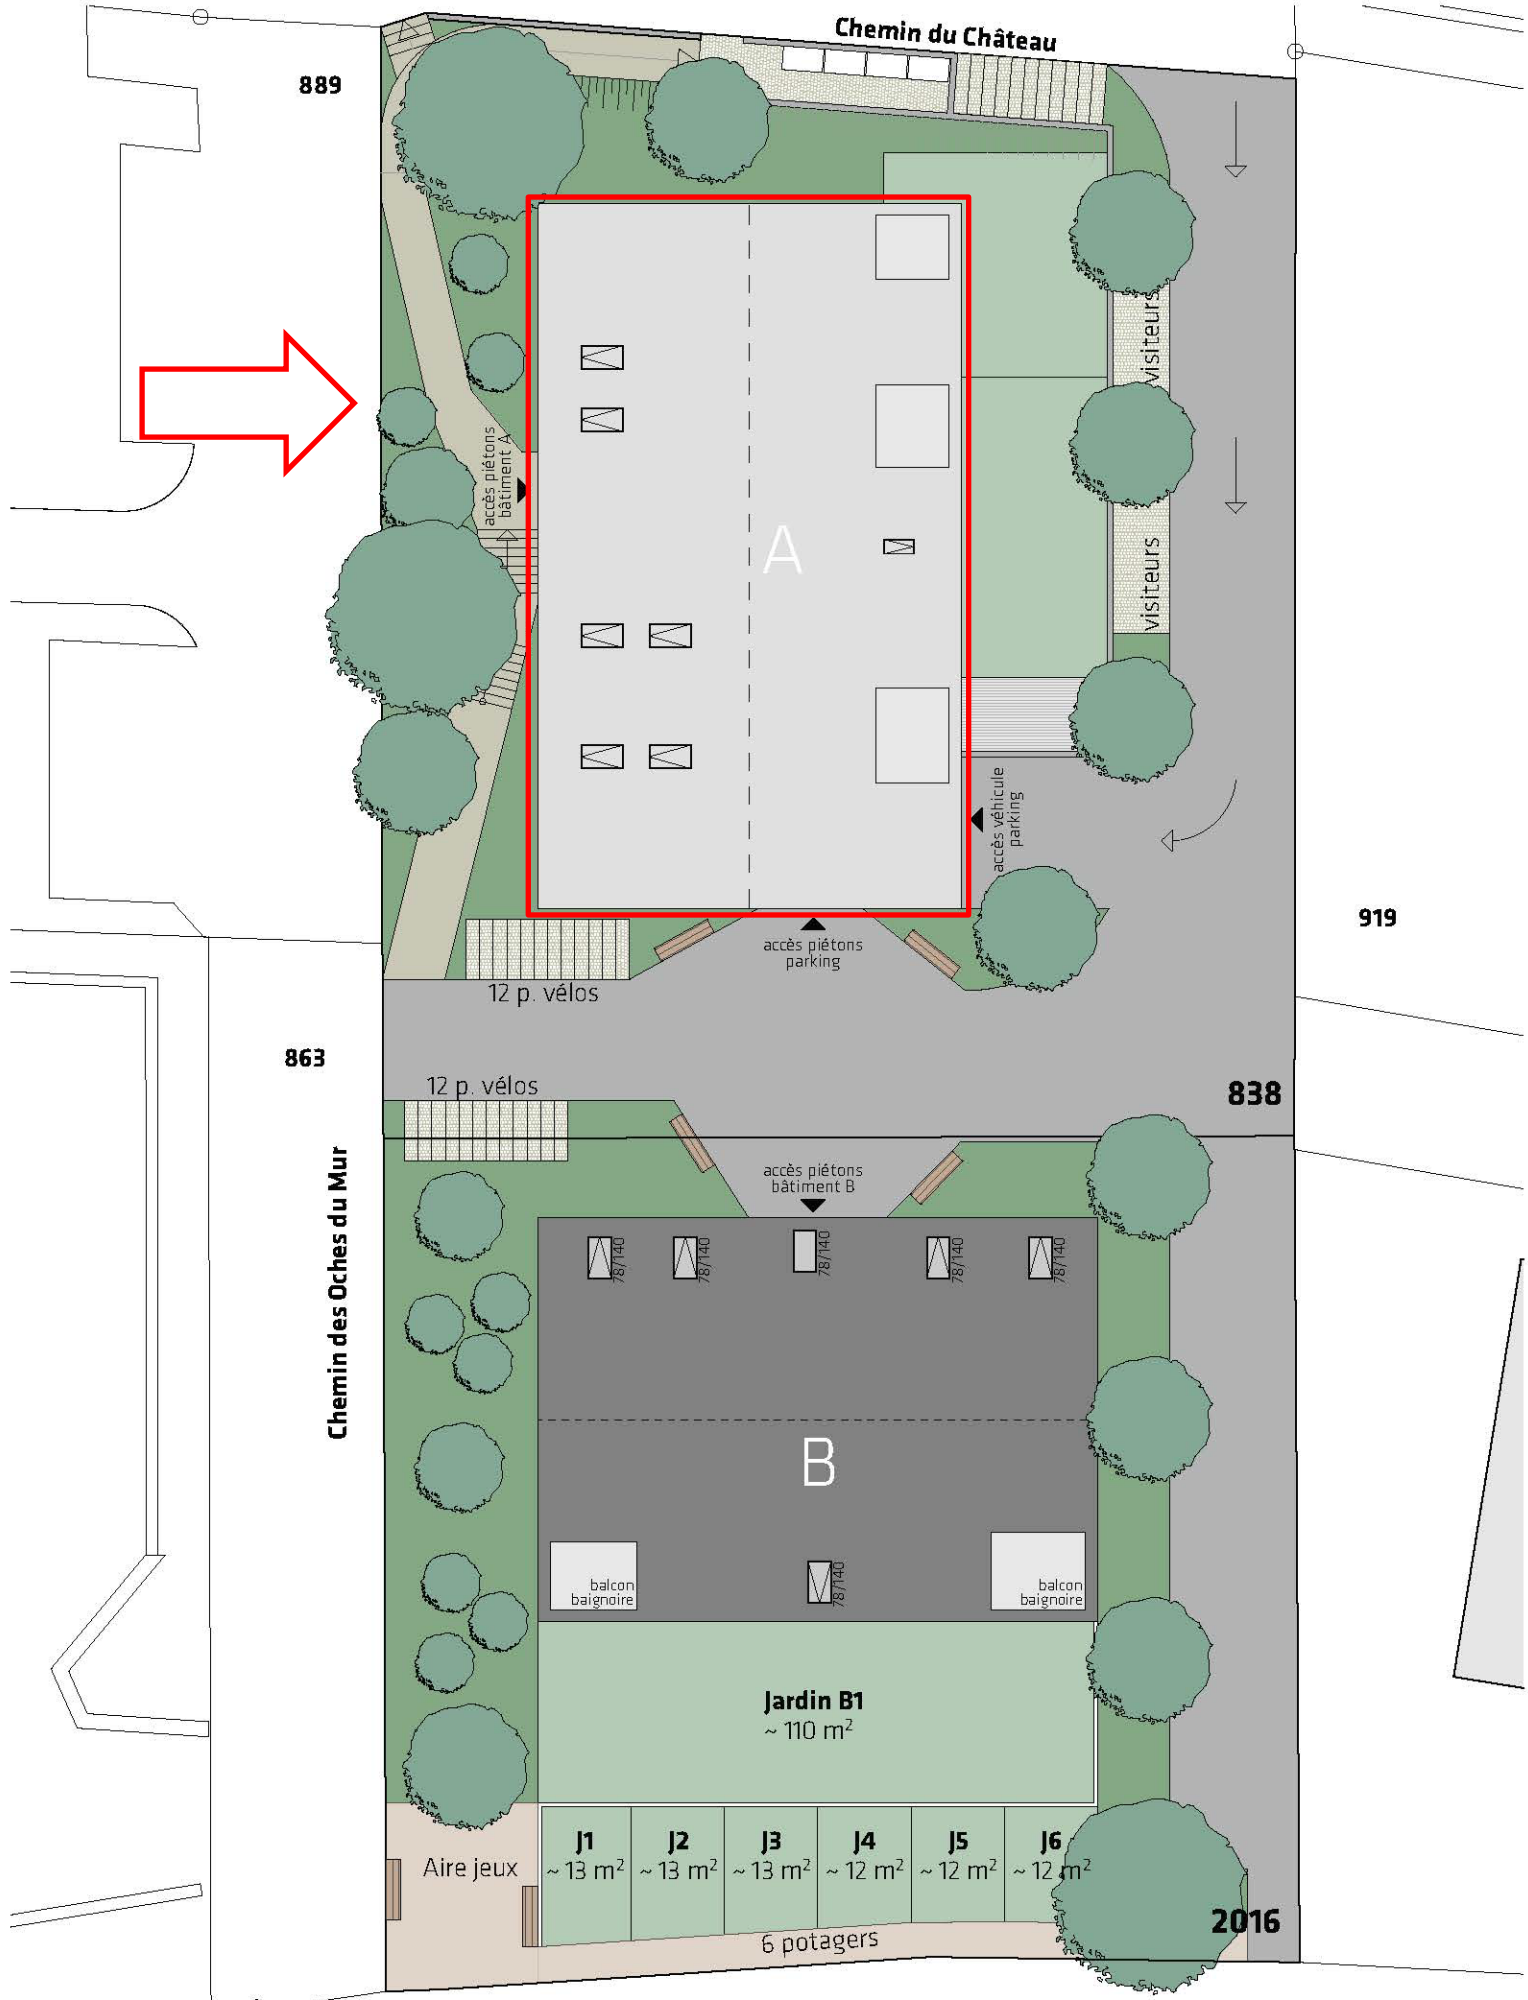 Chemin du Château
889
visiteurs
accès piétons
bâtiment A
A
visiteurs
accès véhicule
parking
919
accès piétons
parking
12 p. vélos
863
12 p. vélos
838
accès piétons
bâtiment B
78/140
78/140
78/140
78/140
78/140
Chemin des Oches du Mur
B
balcon
baignoire
78/140
balcon
baignoire
Jardin B1
~ 110 m²
J1
~ 13 m²
J2
~ 13 m²
J3
~ 13 m²
J4
~ 12 m²
J5
~ 12 m²
J6
~ 12 m²
Aire jeux
2016
6 potagers